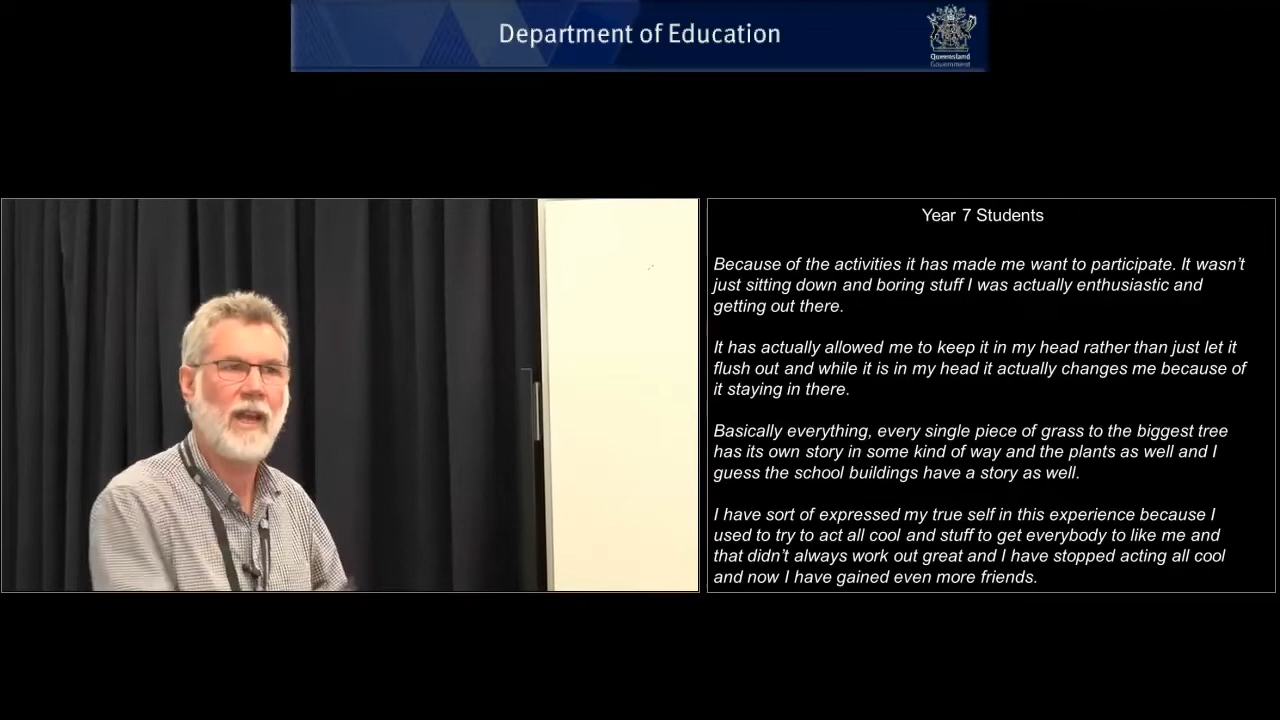 Department of Education
Queensland
Government
Year 7 Students
Because of the activities it has made me want to participate. It wasn’t
just sitting down and boring stuff I was actually enthusiastic and
getting out there.
It has actually allowed me to keep it in my head rather than just let it
flush out and while it is in my head it actually changes me because of
it staying in there.
Basically everything, every single piece of grass to the biggest tree
has its own story in some kind of way and the plants as well and I
guess the school buildings have a story as well.
I have sort of expressed my true self in this experience because I
used to try to act all cool and stuff to get everybody to like me and
that didn’t always work out great and I have stopped acting all cool
and now I have gained even more friends.